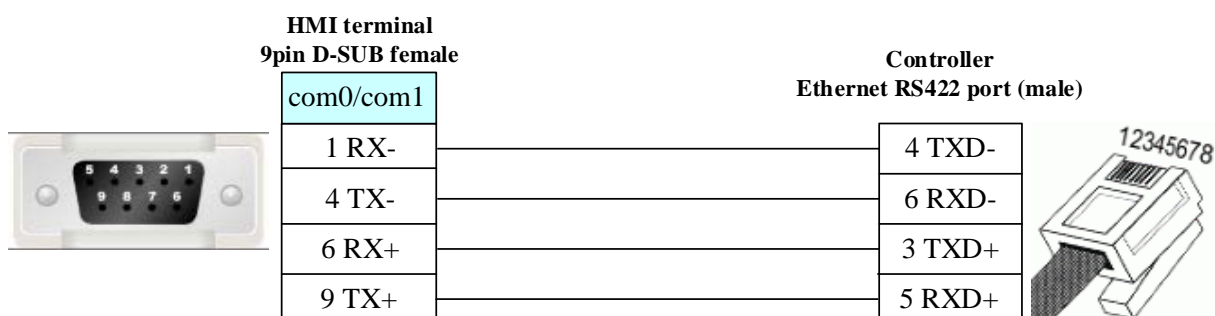 HMI terminal
9pin D-SUB female
Controller
Ethernet RS422 port (male)
com0/com1
1 RX-
4 TXD-
4 TX-
6 RXD-
6 RX+
3 TXD+
9 TX+
5 RXD+
5 4 3 2 1
9 8 7 6
12345678